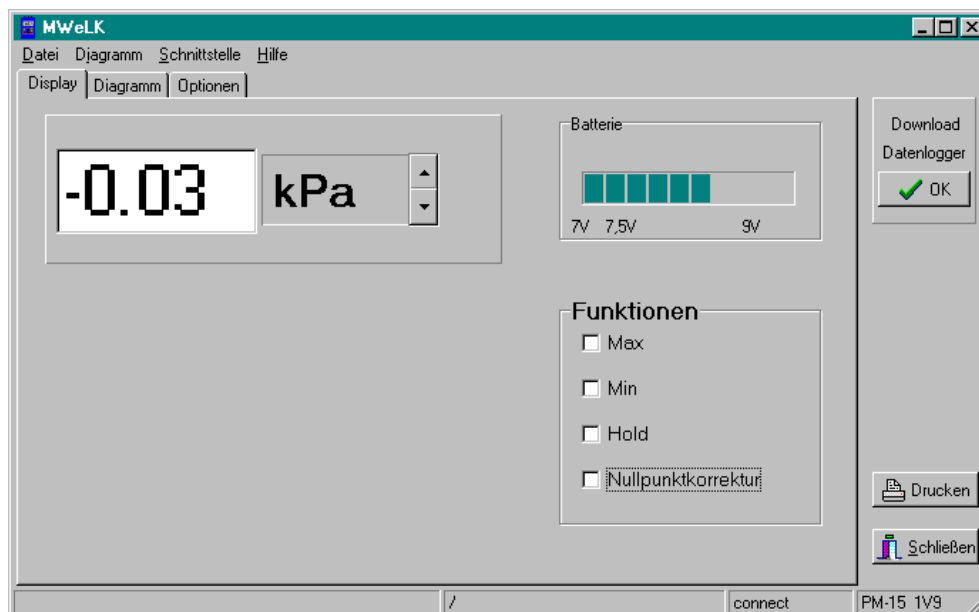 MWeLK
Datei Djagramm Schnittstelle Hilfe
Display Diagramm Optionen
-0.03 kPa
Batterie
7V 7,5V 9V
Funktionen
Max
Min
Hold
Nullpunktkorrektur
Download
Datenlogger
OK
Drucken
Schließen
/ connect PM-15 1V9